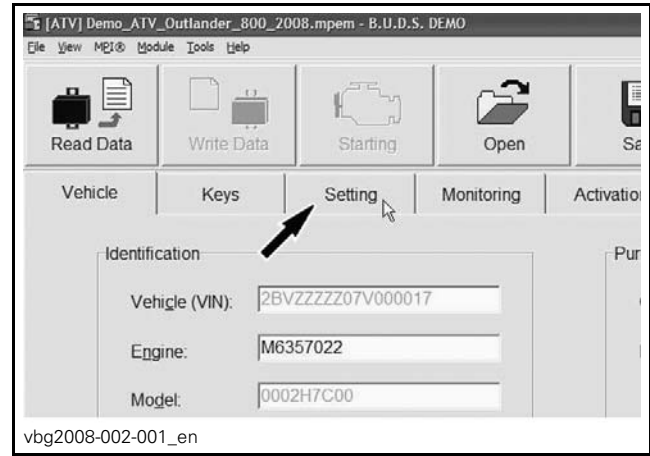 [ATV] Demo_ATV_Outlander_800_2008.mpem - B.U.D.S. DEMO
File View MPI® Module Tools Help
Read Data Write Data Starting Open
Vehicle Keys Setting Monitoring
Identification
Vehicle (VIN): 2BVZZZZZ07V000017
Engine: M6357022
Model: 0002H7C00
vbg2008-002-001_en